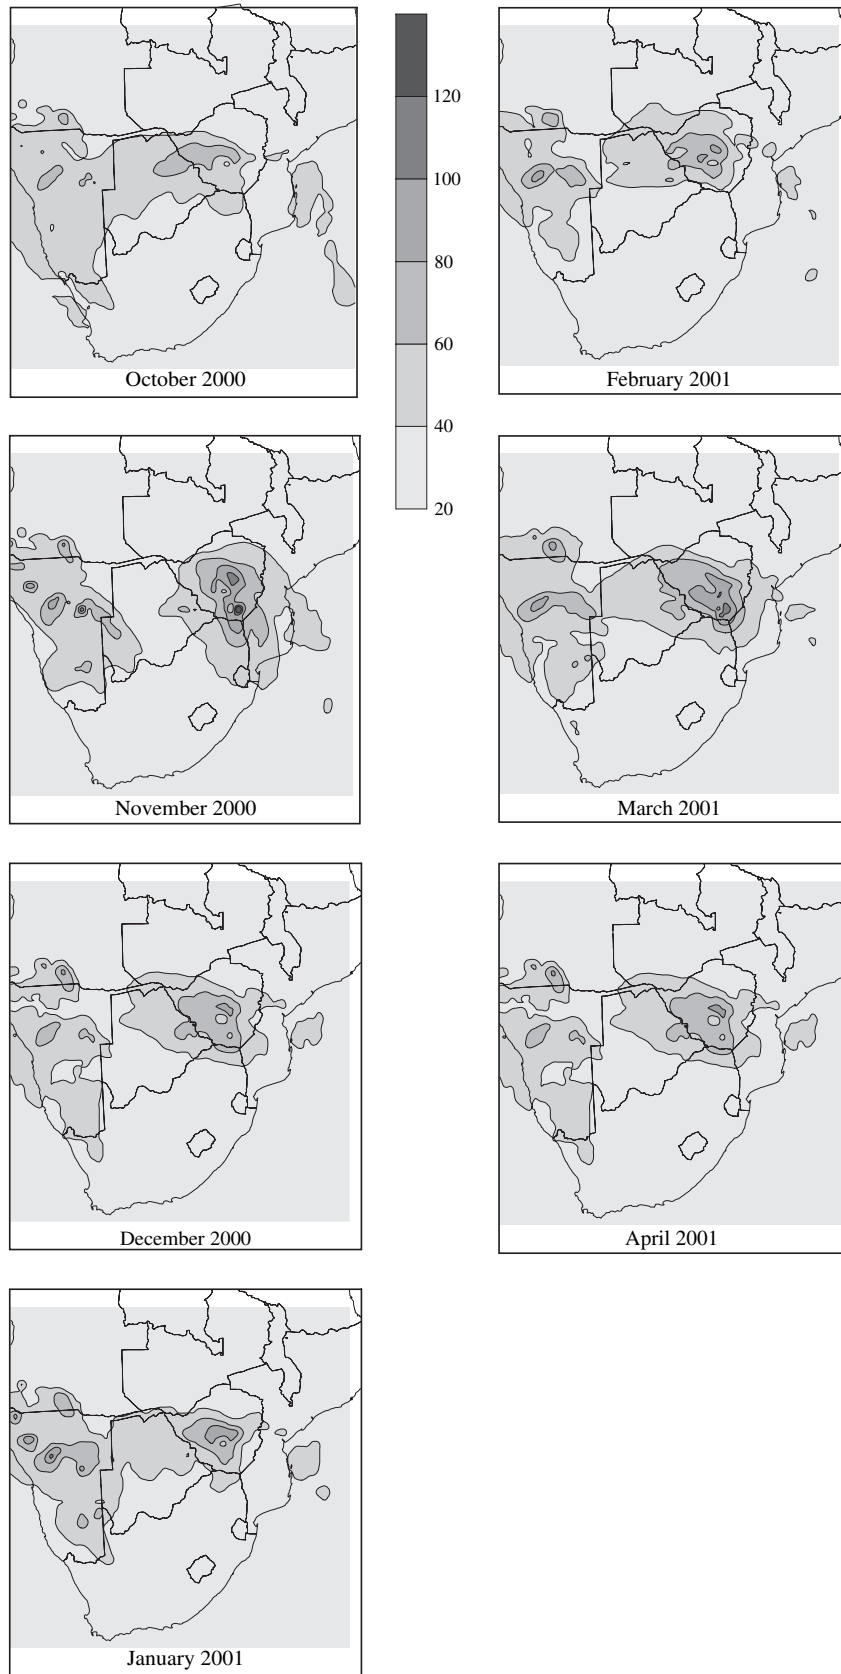 October 2000
120
100
80
60
40
20
February 2001
November 2000
March 2001
December 2000
April 2001
January 2001